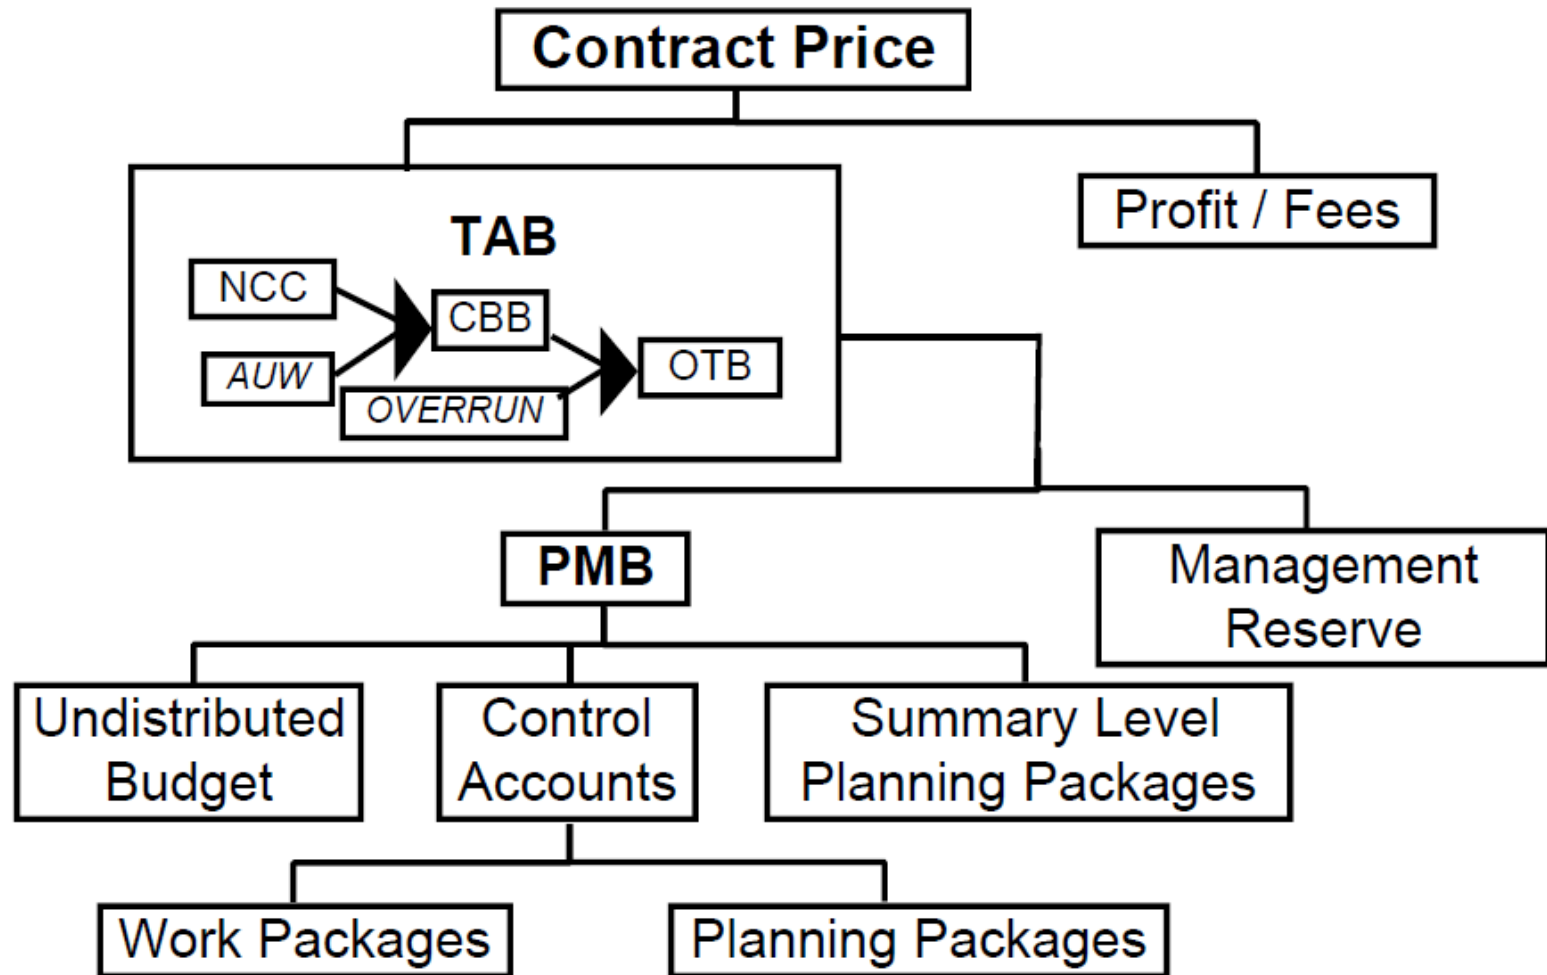 Contract Price
Profit / Fees
TAB
NCC
CBB
OTB
AUW
OVERRUN
PMB
Management
Reserve
Undistributed
Budget
Control
Accounts
Summary Level
Planning Packages
Work Packages
Planning Packages